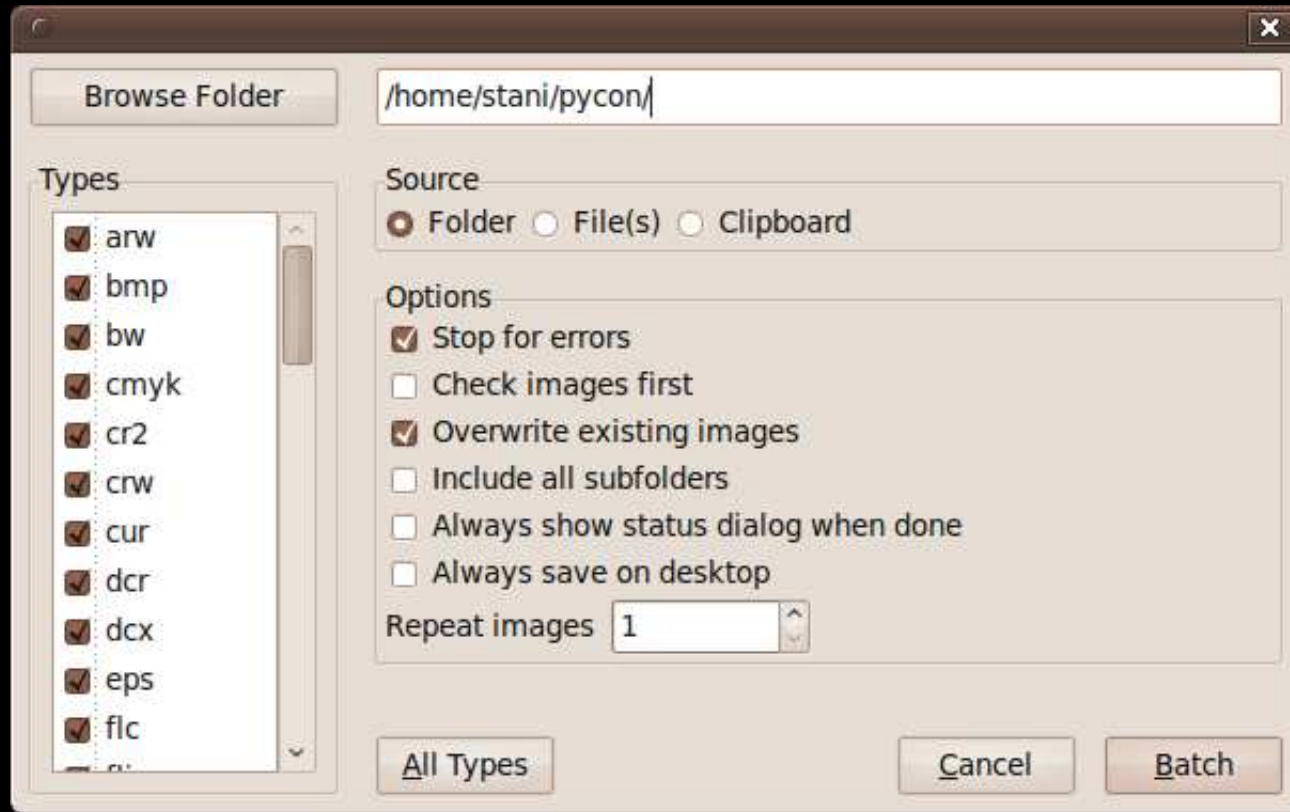 Browse Folder
/home/stani/pycon/
Types
arw
bmp
bw
cmyk
cr2
crw
cur
dcr
dcx
eps
flc
Source
Folder File(s) Clipboard
Options
Stop for errors
Check images first
Overwrite existing images
Include all subfolders
Always show status dialog when done
Always save on desktop
Repeat images 1
All Types
Cancel
Batch